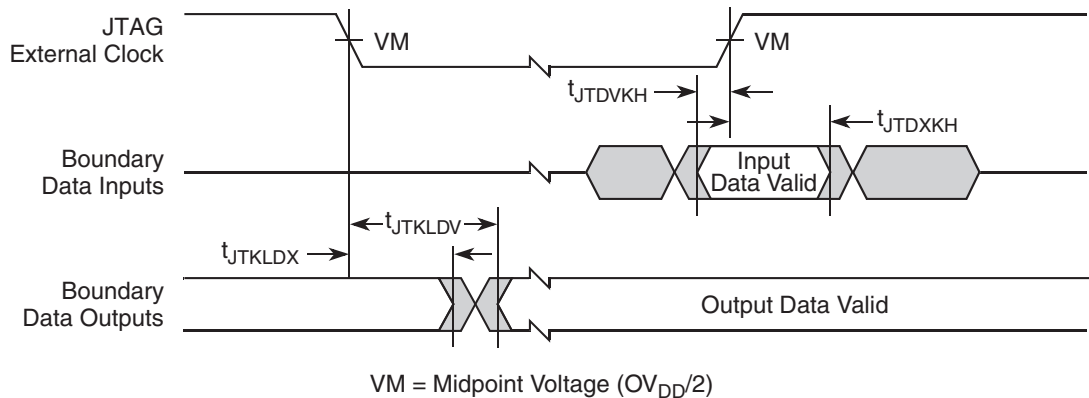 JTAG
External Clock
VM
VM
tJTDVKH
tJTDXKH
Boundary
Data Inputs
Input
Data Valid
tJTKLDV
tJTKLDX
Boundary
Data Outputs
Output Data Valid
VM = Midpoint Voltage (OVDD/2)